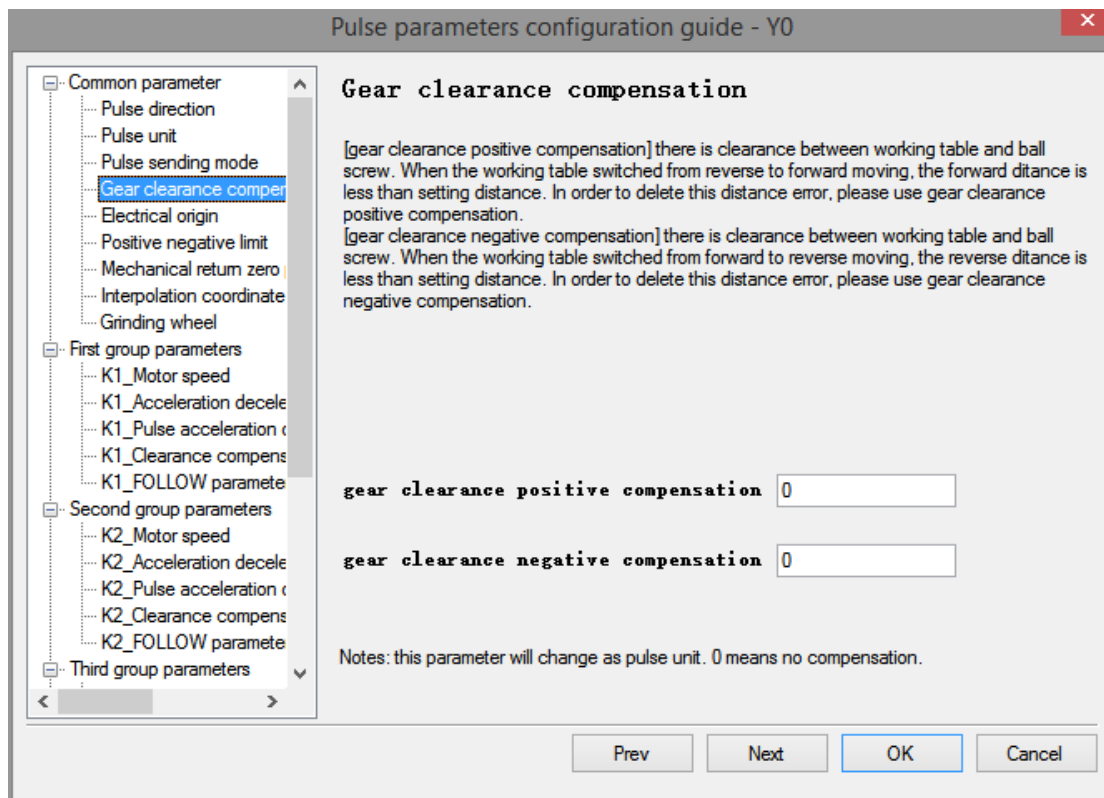 Pulse parameters configuration guide - Y0
Common parameter
Pulse direction
Pulse unit
Pulse sending mode
Gear clearance comper
Electrical origin
Positive negative limit
Mechanical return zero
Interpolation coordinate
Grinding wheel
First group parameters
K1_Motor speed
K1_Acceleration decele
K1_Pulse acceleration
K1_Clearance compens
K1_FOLLOW paramete
Second group parameters
K2_Motor speed
K2_Acceleration decele
K2_Pulse acceleration
K2_Clearance compens
K2_FOLLOW paramete
Third group parameters
Gear clearance compensation
[gear clearance positive compensation] there is clearance between working table and ball
screw. When the working table switched from reverse to forward moving, the forward ditance is
less than setting distance. In order to delete this distance error, please use gear clearance
positive compensation.
[gear clearance negative compensation] there is clearance between working table and ball
screw. When the working table switched from forward to reverse moving, the reverse ditance is
less than setting distance. In order to delete this distance error, please use gear clearance
negative compensation.
gear clearance positive compensation 0
gear clearance negative compensation 0
Notes: this parameter will change as pulse unit. 0 means no compensation.
Prev Next OK Cancel